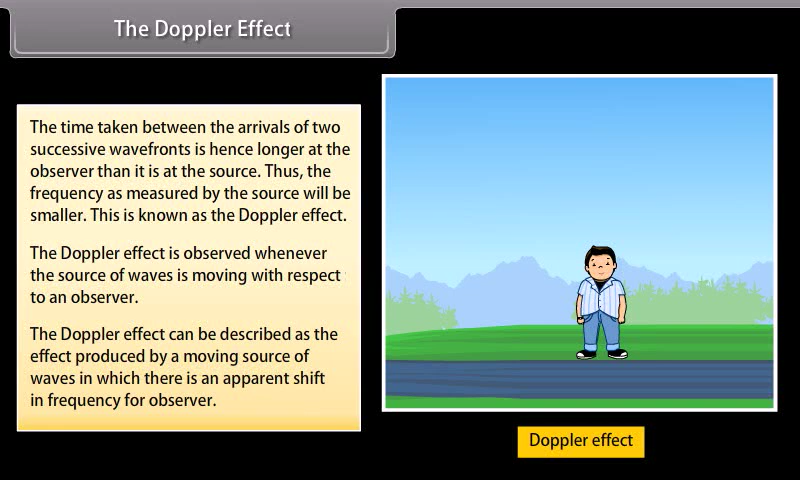 The Doppler Effect
The time taken between the arrivals of two
successive wavefronts is hence longer at the
observer than it is at the source. Thus, the
frequency as measured by the source will be
smaller. This is known as the Doppler effect.
The Doppler effect is observed whenever
the source of waves is moving with respect
to an observer.
The Doppler effect can be described as the
effect produced by a moving source of
waves in which there is an apparent shift
in frequency for observer.
Doppler effect